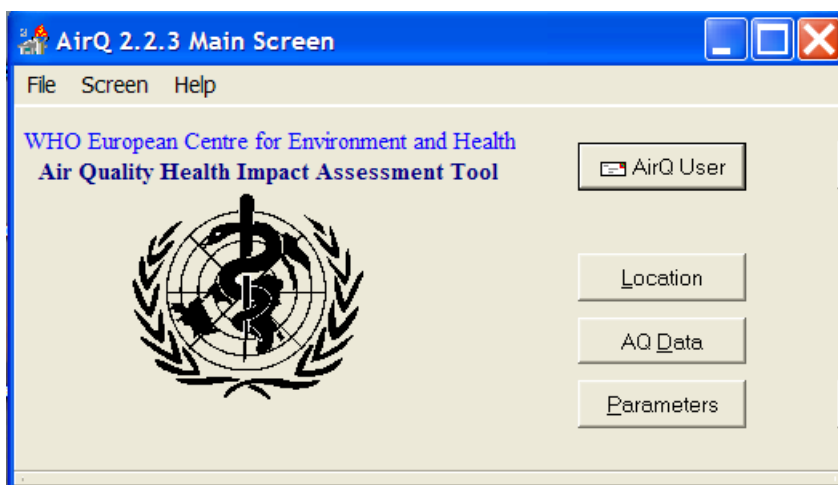 AirQ 2.2.3 Main Screen
File Screen Help
WHO European Centre for Environment and Health
Air Quality Health Impact Assessment Tool
AirQ User
Location
AQ Data
Parameters